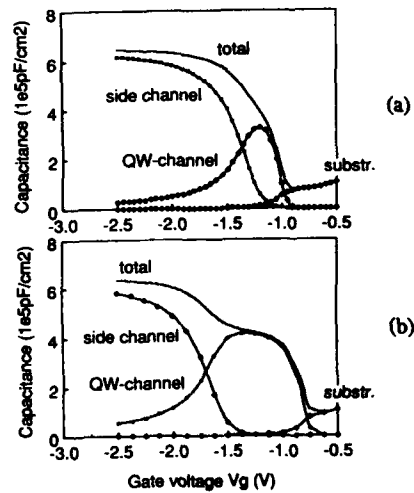 8
total
6
(a)
side channel
4
QW-channel
2
substr.
0
-3.0 -2.5 -2.0 -1.5 -1.0 -0.5
Capacitance (1e5pF/cm2)
8
total
6
(b)
side channel
4
QW-channel
2
substr.
0
-3.0 -2.5 -2.0 -1.5 -1.0 -0.5
Capacitance (1e5pF/cm2)
Gate voltage Vg (V)